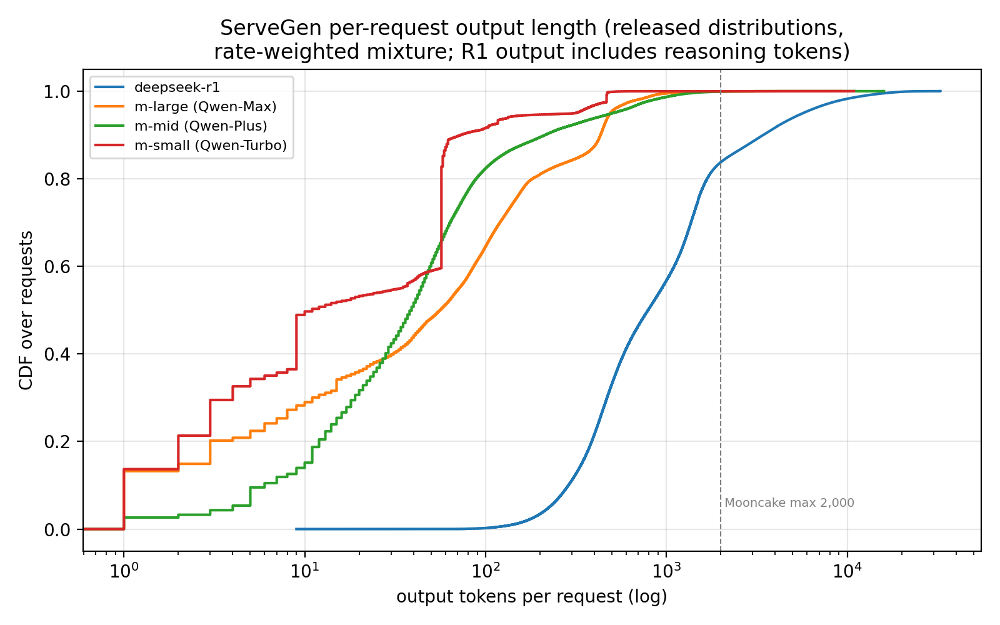 ServeGen per-request output length (released distributions,
rate-weighted mixture; R1 output includes reasoning tokens)
deepseek-r1
m-large (Qwen-Max)
m-mid (Qwen-Plus)
m-small (Qwen-Turbo)
CDF over requests
1.0
0.8
0.6
0.4
0.2
0.0
Mooncake max 2,000
10⁰ 10¹ 10² 10³ 10⁴
output tokens per request (log)